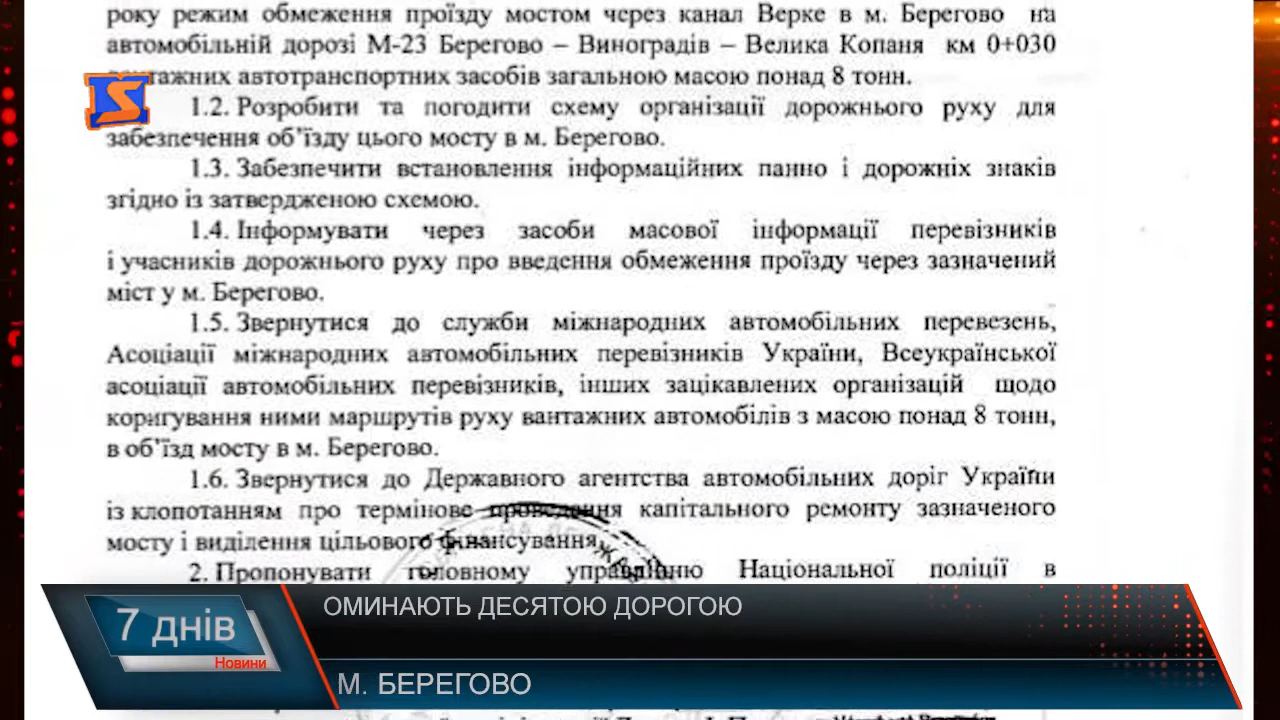 року режим обмеження проїзду мостом через канал Верке в м. Берегово на
автомобільній дорозі М-23 Берегово – Виноградів – Велика Копаня км 0+030
вантажних автотранспортних засобів загальною масою понад 8 тонн.
1.2. Розробити та погодити схему організації дорожнього руху для
забезпечення об’їзду цього мосту в м. Берегово.
1.3. Забезпечити встановлення інформаційних панно і дорожніх знаків
згідно із затвердженою схемою.
1.4. Інформувати через засоби масової інформації перевізників
і учасників дорожнього руху про введення обмеження проїзду через зазначений
міст у м. Берегово.
1.5. Звернутися до служби міжнародних автомобільних перевезень,
Асоціації міжнародних автомобільних перевізників України, Всеукраїнської
асоціації автомобільних перевізників, інших зацікавлених організацій щодо
коригування ними маршрутів руху вантажних автомобілів з масою понад 8 тонн,
в об’їзд мосту в м. Берегово.
1.6. Звернутися до Державного агентства автомобільних доріг України
із клопотанням про термінове проведення капітального ремонту зазначеного
мосту і виділення цільового фінансування.
2. Пропонувати головному управлінню Національної поліції в
ОМИНАЮТЬ ДЕСЯТОЮ ДОРОГОЮ
7 днів
Новини
М. БЕРЕГОВО